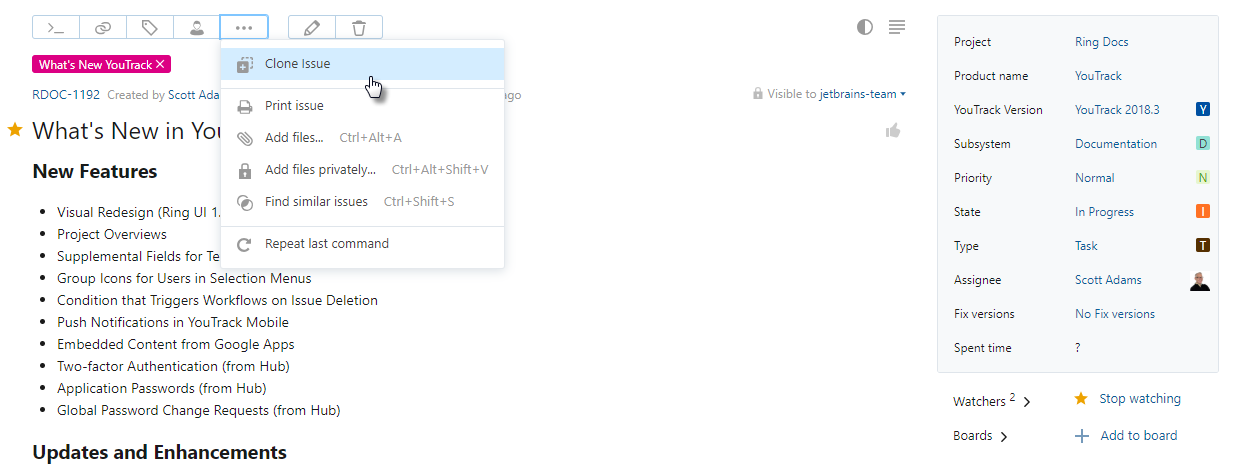 What's New YouTrack
RDOC-1192 Created by Scott Ada
ago
Visible to jetbrains-team
What's New in You
New Features
Visual Redesign (Ring UI 1.
Project Overviews
Supplemental Fields for Te
Group Icons for Users in Selection Menus
Condition that Triggers Workflows on Issue Deletion
Push Notifications in YouTrack Mobile
Embedded Content from Google Apps
Two-factor Authentication (from Hub)
Application Passwords (from Hub)
Global Password Change Requests (from Hub)
Updates and Enhancements
Clone Issue
Print issue
Add files... Ctrl+Alt+A
Add files privately... Ctrl+Alt+Shift+V
Find similar issues Ctrl+Shift+S
Repeat last command
Project Ring Docs
Product name YouTrack
YouTrack Version YouTrack 2018.3 Y
Subsystem Documentation D
Priority Normal N
State In Progress I
Type Task T
Assignee Scott Adams
Fix versions No Fix versions
Spent time ?
Watchers 2 Stop watching
Boards Add to board